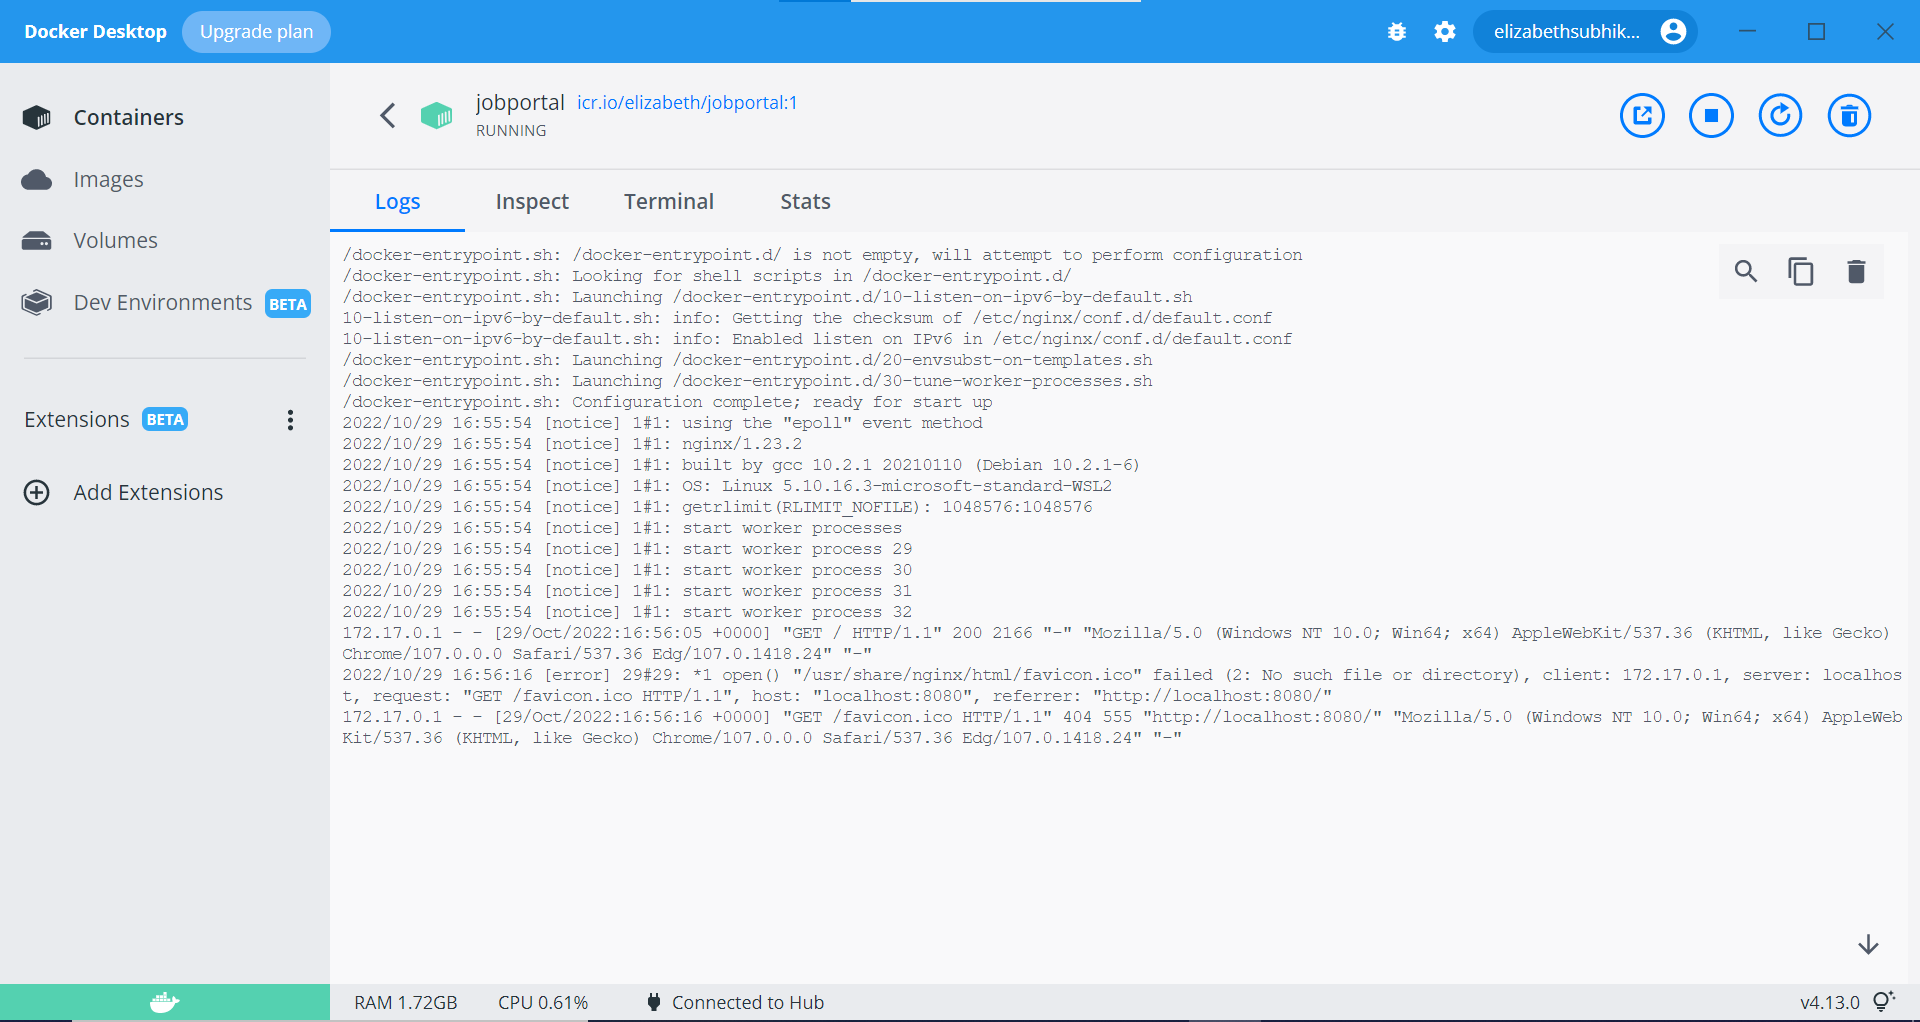 Docker Desktop Upgrade plan elizabethsubhik...
Containers
Images
Volumes
Dev Environments BETA
Extensions BETA
Add Extensions
jobportal icr.io/elizabeth/jobportal:1
RUNNING
Logs Inspect Terminal Stats
/docker-entrypoint.sh: /docker-entrypoint.d/ is not empty, will attempt to perform configuration
/docker-entrypoint.sh: Looking for shell scripts in /docker-entrypoint.d/
/docker-entrypoint.sh: Launching /docker-entrypoint.d/10-listen-on-ipv6-by-default.sh
10-listen-on-ipv6-by-default.sh: info: Getting the checksum of /etc/nginx/conf.d/default.conf
10-listen-on-ipv6-by-default.sh: info: Enabled listen on IPv6 in /etc/nginx/conf.d/default.conf
/docker-entrypoint.sh: Launching /docker-entrypoint.d/20-envsubst-on-templates.sh
/docker-entrypoint.sh: Launching /docker-entrypoint.d/30-tune-worker-processes.sh
/docker-entrypoint.sh: Configuration complete; ready for start up
2022/10/29 16:55:54 [notice] 1#1: using the "epoll" event method
2022/10/29 16:55:54 [notice] 1#1: nginx/1.23.2
2022/10/29 16:55:54 [notice] 1#1: built by gcc 10.2.1 20210110 (Debian 10.2.1-6)
2022/10/29 16:55:54 [notice] 1#1: OS: Linux 5.10.16.3-microsoft-standard-WSL2
2022/10/29 16:55:54 [notice] 1#1: getrlimit(RLIMIT_NOFILE): 1048576:1048576
2022/10/29 16:55:54 [notice] 1#1: start worker processes
2022/10/29 16:55:54 [notice] 1#1: start worker process 29
2022/10/29 16:55:54 [notice] 1#1: start worker process 30
2022/10/29 16:55:54 [notice] 1#1: start worker process 31
2022/10/29 16:55:54 [notice] 1#1: start worker process 32
172.17.0.1 - - [29/Oct/2022:16:56:05 +0000] "GET / HTTP/1.1" 200 2166 "-" "Mozilla/5.0 (Windows NT 10.0; Win64; x64) AppleWebKit/537.36 (KHTML, like Gecko)
Chrome/107.0.0.0 Safari/537.36 Edg/107.0.1418.24" "-"
2022/10/29 16:56:16 [error] 29#29: *1 open() "/usr/share/nginx/html/favicon.ico" failed (2: No such file or directory), client: 172.17.0.1, server: localhos
t, request: "GET /favicon.ico HTTP/1.1", host: "localhost:8080", referrer: "http://localhost:8080/"
172.17.0.1 - - [29/Oct/2022:16:56:16 +0000] "GET /favicon.ico HTTP/1.1" 404 555 "http://localhost:8080/" "Mozilla/5.0 (Windows NT 10.0; Win64; x64) AppleWeb
Kit/537.36 (KHTML, like Gecko) Chrome/107.0.0.0 Safari/537.36 Edg/107.0.1418.24" "-"
RAM 1.72GB CPU 0.61% Connected to Hub v4.13.0